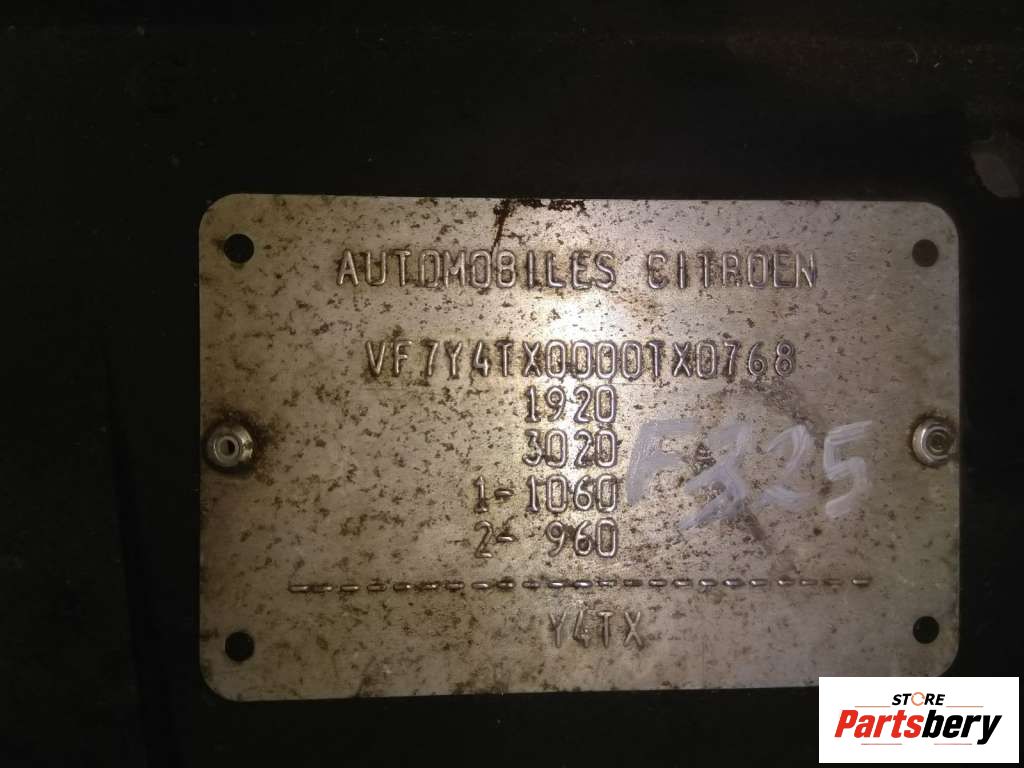 AUTOMOBILES CITROEN
VF7Y4TX0000TX0768
1920
3020
1-1060
2- 960
F325
--------------------
Y4TX
STORE
Partsbery